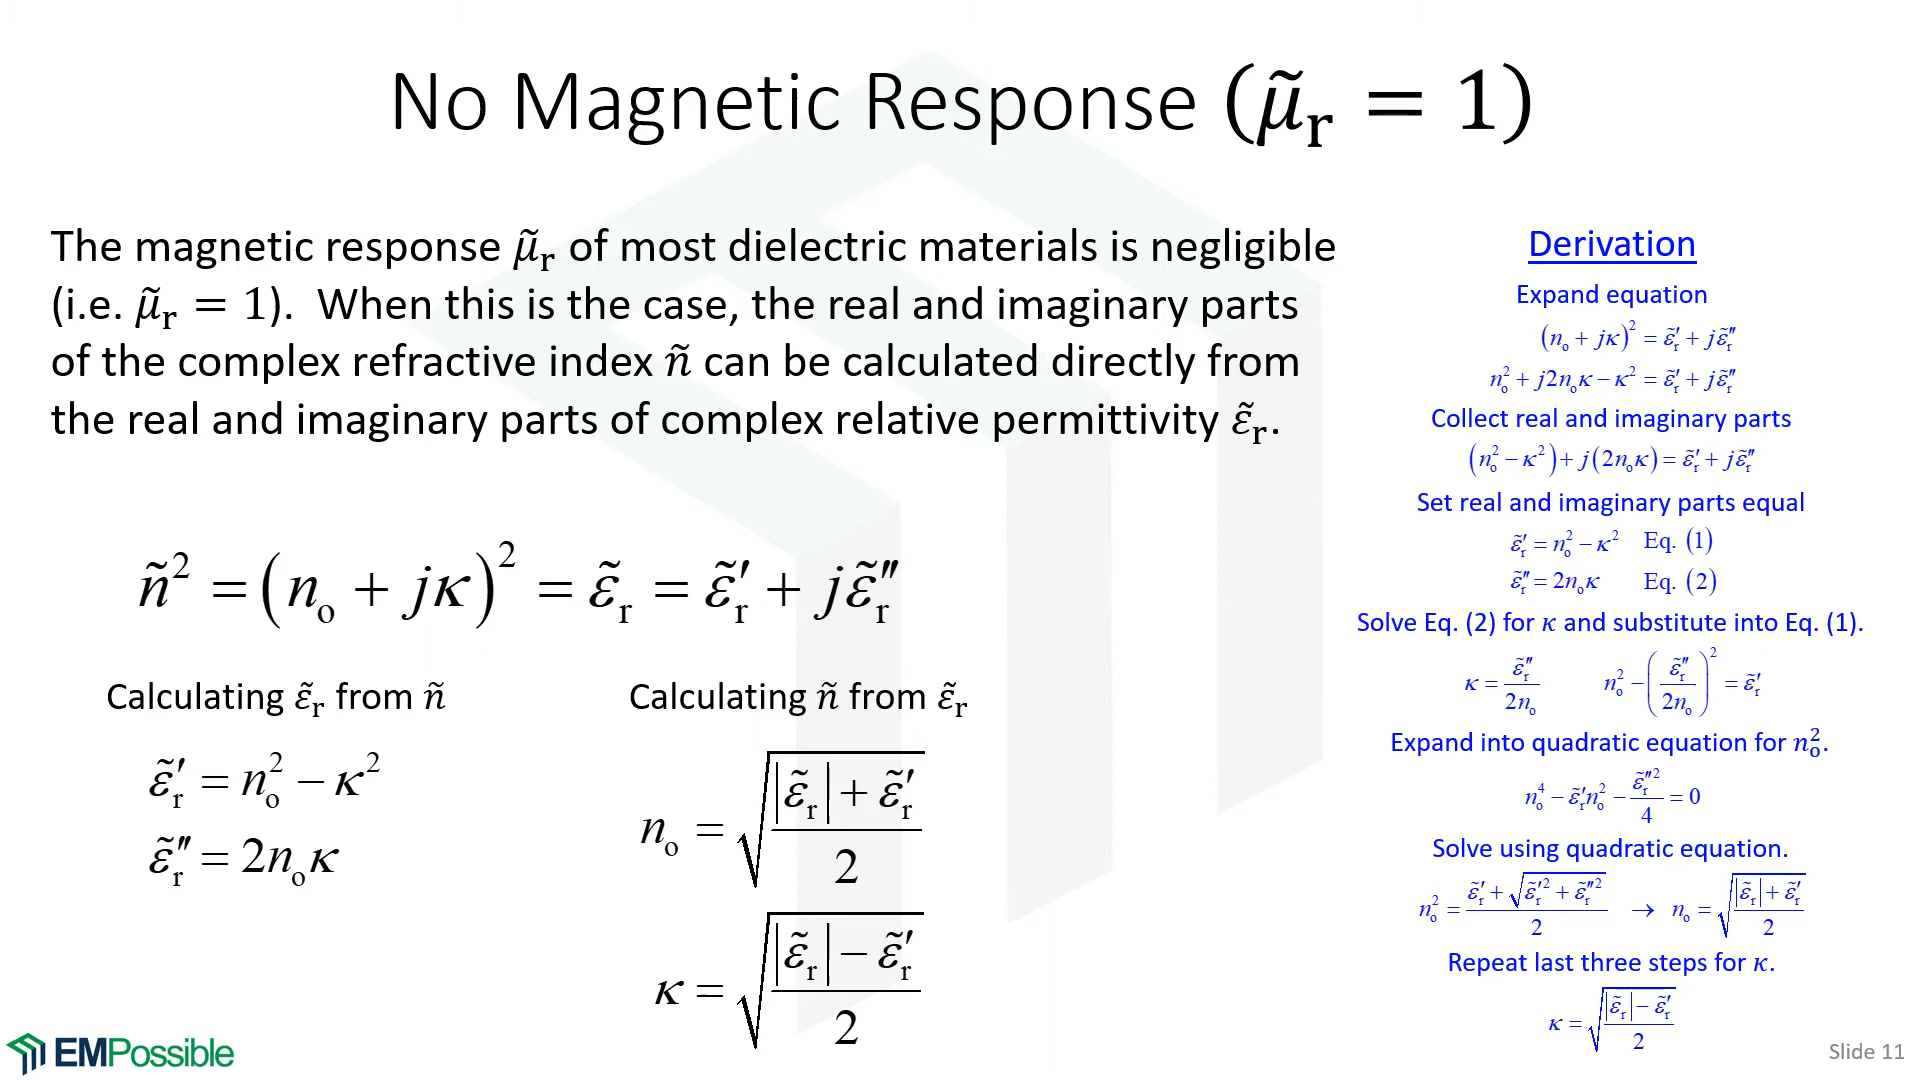 No Magnetic Response (μ̃r = 1)
The magnetic response μ̃r of most dielectric materials is negligible
(i.e. μ̃r = 1). When this is the case, the real and imaginary parts
of the complex refractive index ñ can be calculated directly from
the real and imaginary parts of complex relative permittivity ε̃r.
ñ² = (no + jκ)² = ε̃r = ε̃r′ + jε̃r″
Calculating ε̃r from ñ
ε̃r′ = no² − κ²
ε̃r″ = 2noκ
Calculating ñ from ε̃r
no = √((|ε̃r| + ε̃r′)/2)
κ = √((|ε̃r| − ε̃r′)/2)
Derivation
Expand equation
(no + jκ)² = ε̃r′ + jε̃r″
no² + j2noκ − κ² = ε̃r′ + jε̃r″
Collect real and imaginary parts
(no² − κ²) + j(2noκ) = ε̃r′ + jε̃r″
Set real and imaginary parts equal
ε̃r′ = no² − κ² Eq. (1)
ε̃r″ = 2noκ Eq. (2)
Solve Eq. (2) for κ and substitute into Eq. (1).
κ = ε̃r″/(2no) no² − (ε̃r″/(2no))² = ε̃r′
Expand into quadratic equation for no².
no⁴ − ε̃r′no² − ε̃r″²/4 = 0
Solve using quadratic equation.
no² = (ε̃r′ + √(ε̃r′² + ε̃r″²))/2 → no = √((|ε̃r| + ε̃r′)/2)
Repeat last three steps for κ.
κ = √((|ε̃r| − ε̃r′)/2)
EMPossible
Slide 11